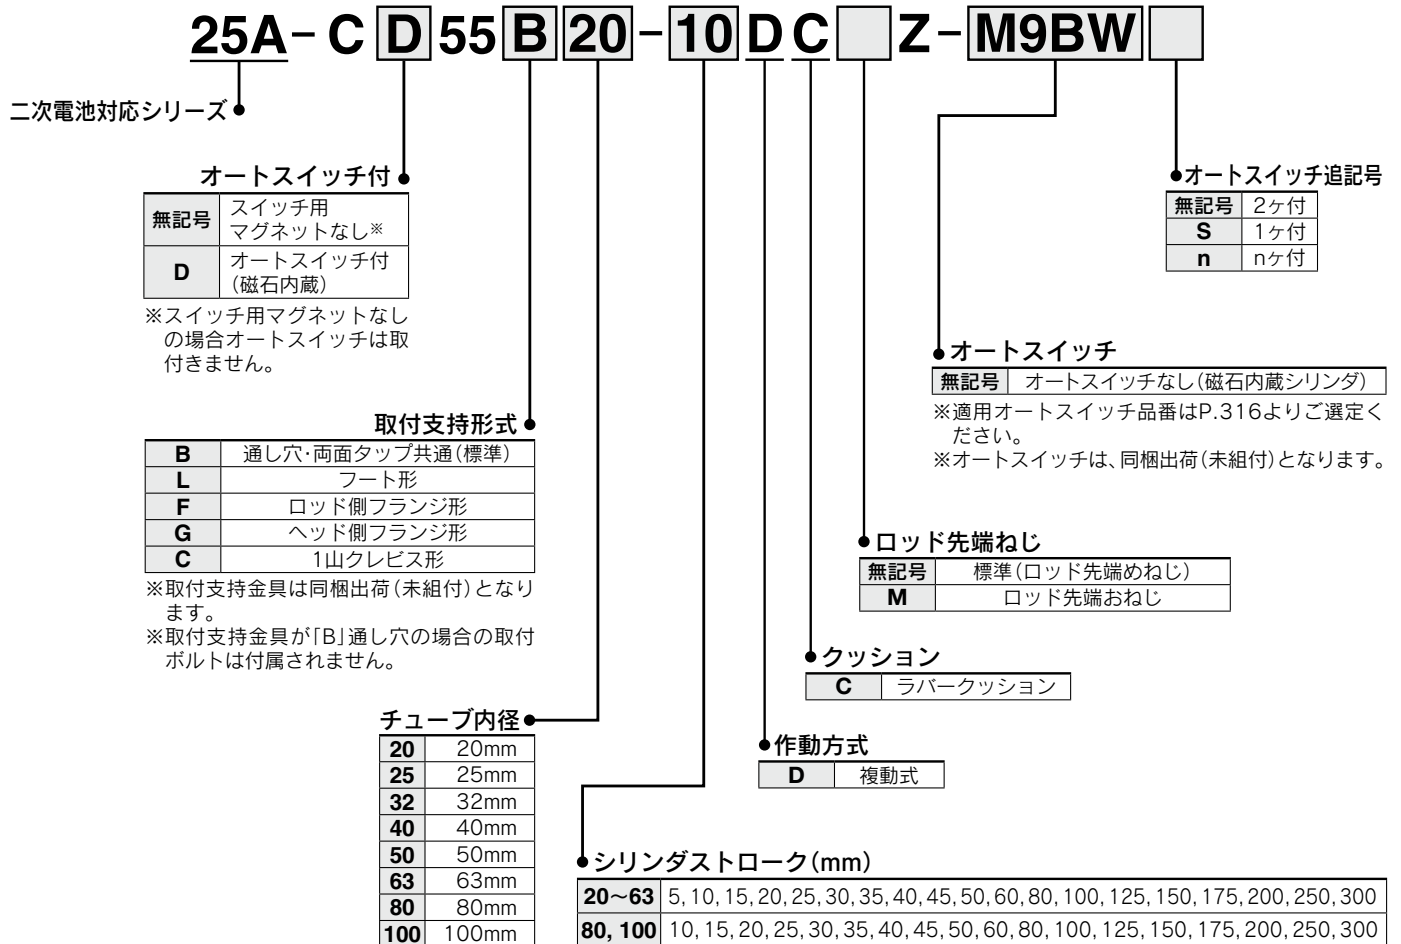 25A-CD55B20-10DC Z-M9BW
二次電池対応シリーズ
オートスイッチ付
無記号 スイッチ用
マグネットなし※
D オートスイッチ付
(磁石内蔵)
※スイッチ用マグネットなし
の場合オートスイッチは取
付きません。
取付支持形式
B 通し穴・両面タップ共通(標準)
L フート形
F ロッド側フランジ形
G ヘッド側フランジ形
C 1山クレビス形
※取付支持金具は同梱出荷(未組付)となり
ます。
※取付支持金具が「B」通し穴の場合の取付
ボルトは付属されません。
チューブ内径
20 20mm
25 25mm
32 32mm
40 40mm
50 50mm
63 63mm
80 80mm
100 100mm
シリンダストローク(mm)
20~63 5, 10, 15, 20, 25, 30, 35, 40, 45, 50, 60, 80, 100, 125, 150, 175, 200, 250, 300
80, 100 10, 15, 20, 25, 30, 35, 40, 45, 50, 60, 80, 100, 125, 150, 175, 200, 250, 300
作動方式
D 複動式
クッション
C ラバークッション
ロッド先端ねじ
無記号 標準(ロッド先端めねじ)
M ロッド先端おねじ
オートスイッチ
無記号 オートスイッチなし(磁石内蔵シリンダ)
※適用オートスイッチ品番はP.316よりご選定く
ださい。
※オートスイッチは、同梱出荷(未組付)となります。
オートスイッチ追記号
無記号 2ヶ付
S 1ヶ付
n nヶ付